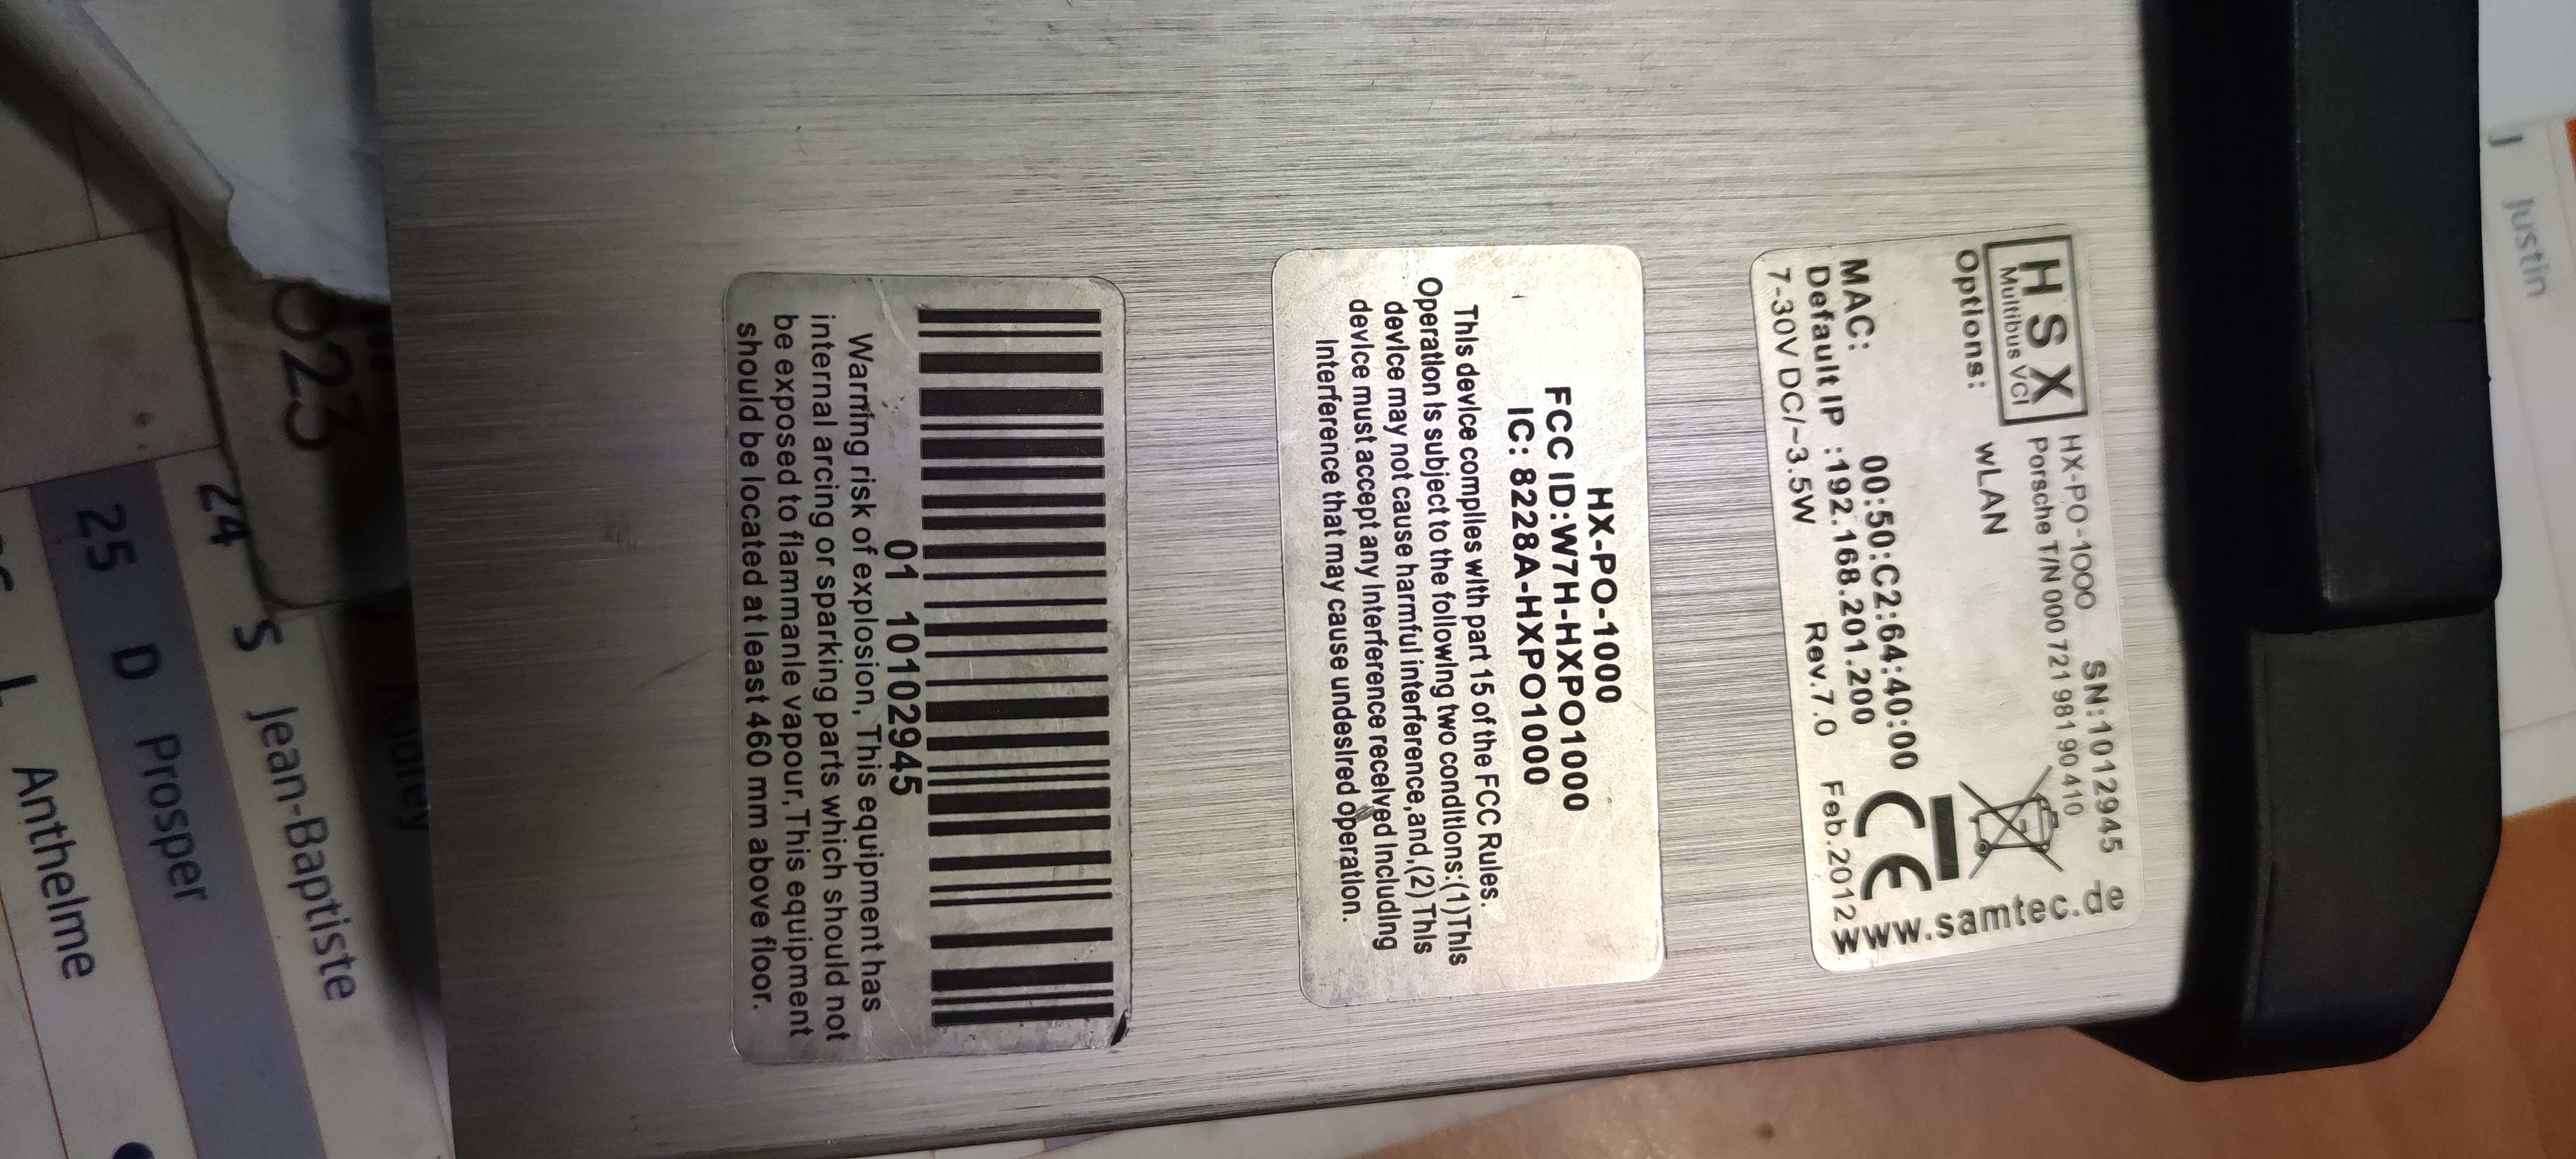 HSX
Multibus VCI
HX-PO-1000 SN:1012945
Porsche T/N 000 721 981 90 410
Options: WLAN
MAC: 00:50:C2:64:40:00
Default IP :192.168.201.200
7-30V DC/~3.5W Rev.7.0 Feb.2012
CE
www.samtec.de
HX-PO-1000
FCC ID:W7H-HXPO1000
IC: 8228A-HXPO1000
This device complies with part 15 of the FCC Rules.
Operation is subject to the following two conditions:(1)This
device may not cause harmful interference,and,(2) This
device must accept any Interference received Including
Interference that may cause undesired operation.
01 10102945
Warning risk of explosion, This equipment has
internal arcing or sparking parts which should not
be exposed to flammanle vapour,This equipment
should be located at least 460 mm above floor.
J Justin
023
24 S Jean-Baptiste
25 D Prosper
L Anthelme